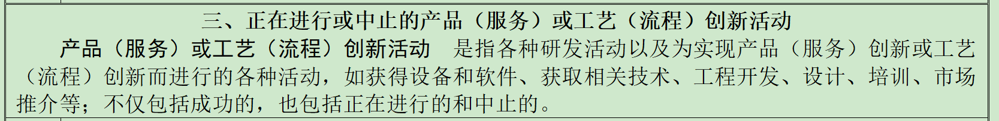 三、正在进行或中止的产品（服务）或工艺（流程）创新活动
产品（服务）或工艺（流程）创新活动　是指各种研发活动以及为实现产品（服务）创新或工艺
（流程）创新而进行的各种活动，如获得设备和软件、获取相关技术、工程开发、设计、培训、市场
推介等；不仅包括成功的，也包括正在进行的和中止的。